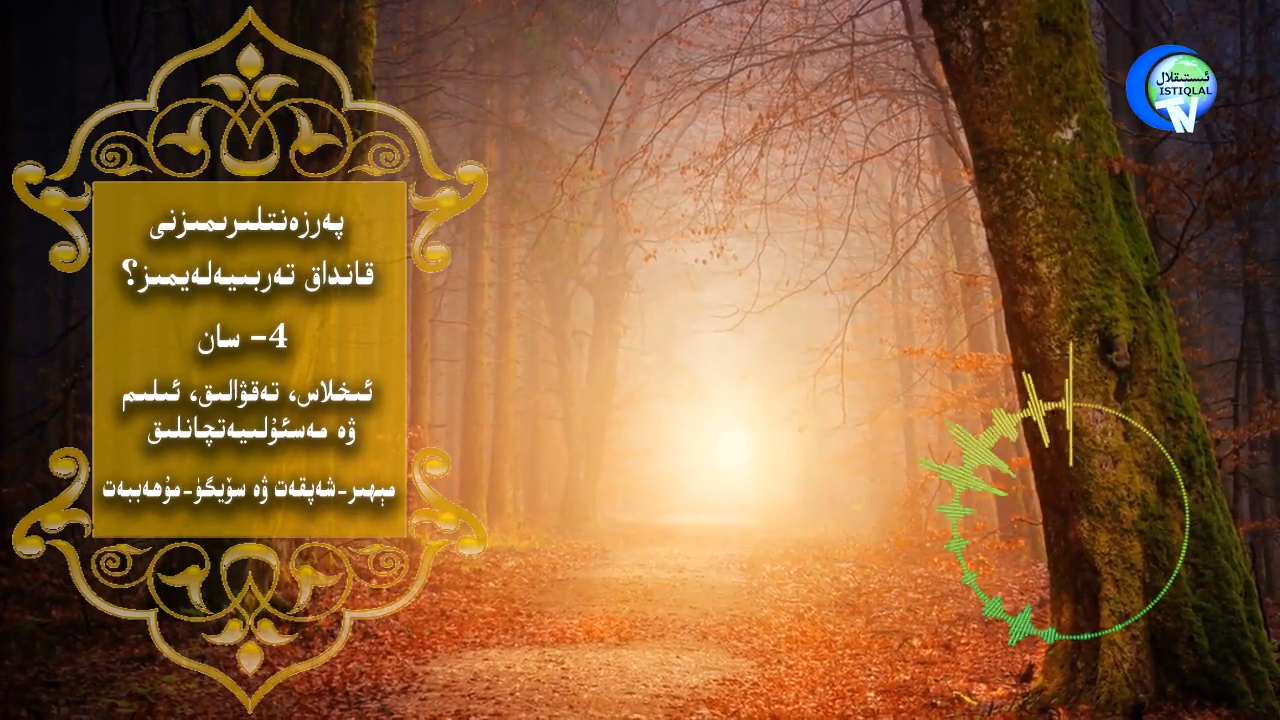 پەرزەنتلىرىمىزنى
قانداق تەربىيەلەيمىز؟
4- سان
ئىخلاس، تەقۋالىق، ئىلىم
ۋە مەسئۇلىيەتچانلىق
مېھىر-شەپقەت ۋە سۆيگۈ-مۇھەببەت
ئىستىقلال
ISTIQLAL
TV